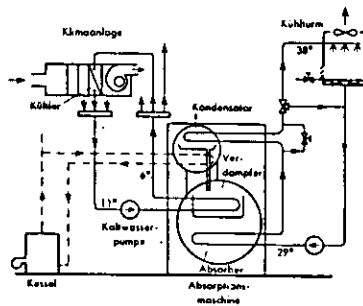 Klimaanlage
Kühlturm
38°
Kühler
Kondensator
Ver-
dampfer
6°
11°
Kaltwasser-
pumpe
Absorber
29°
Kessel
Absorptions-
maschine